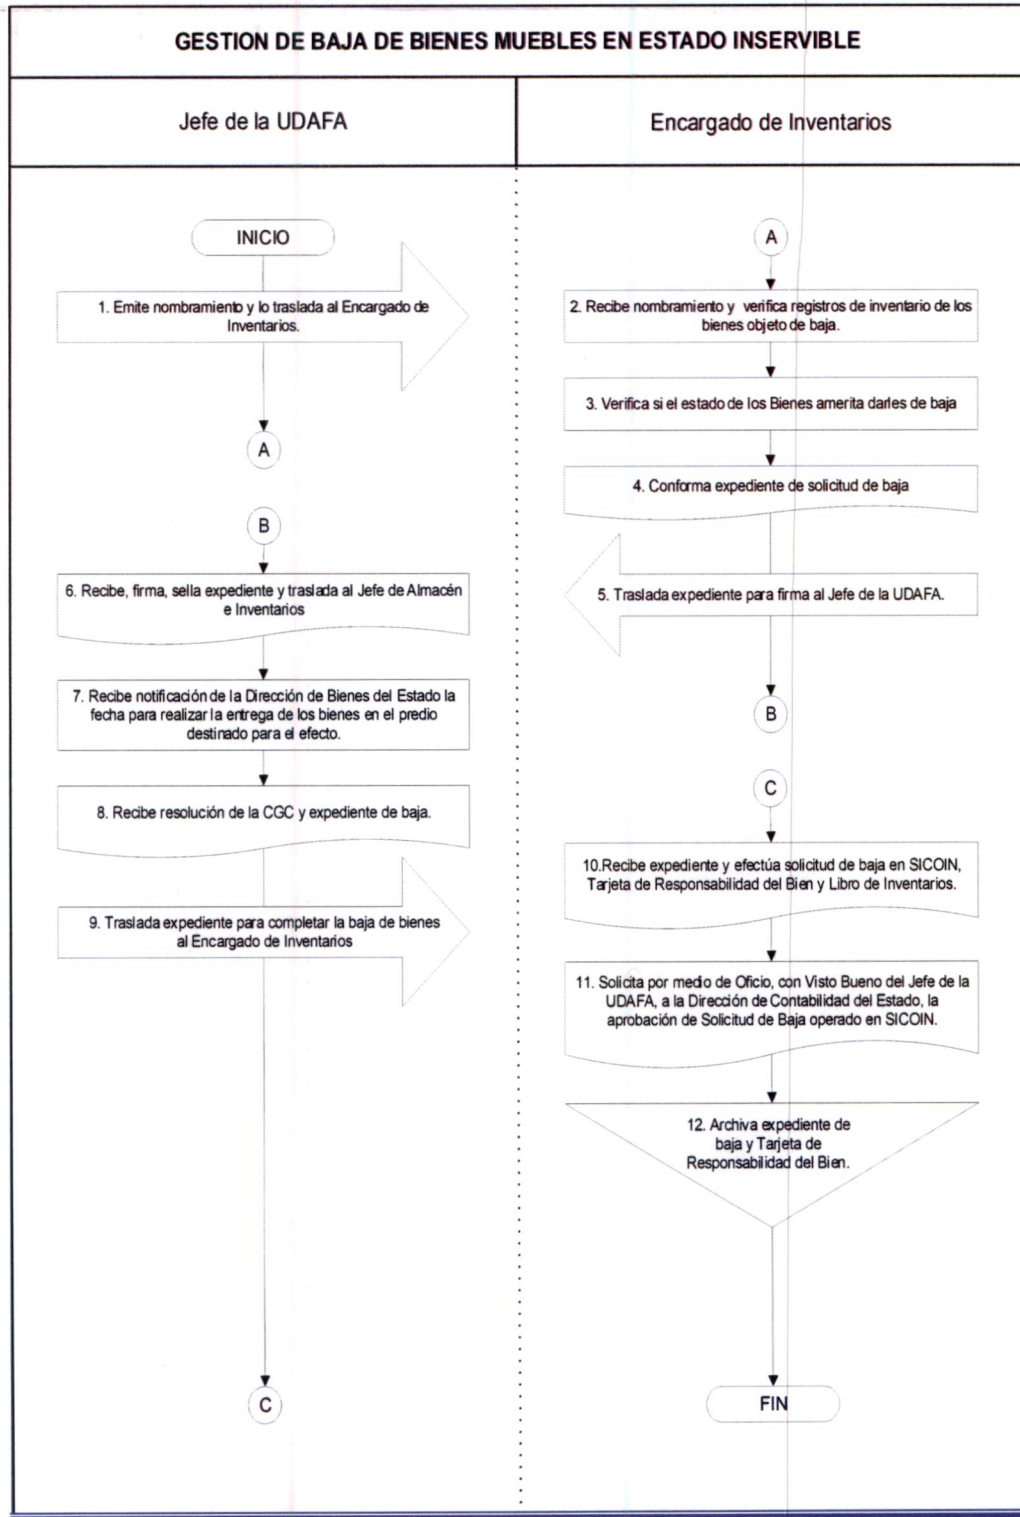 GESTION DE BAJA DE BIENES MUEBLES EN ESTADO INSERVIBLE
Jefe de la UDAFA
Encargado de Inventarios
INICIO
1. Emite nombramiento y lo traslada al Encargado de
Inventarios.
A
B
6. Recibe, firma, sella expediente y traslada al Jefe de Almacén
e Inventarios
7. Recibe notificación de la Dirección de Bienes del Estado la
fecha para realizar la entrega de los bienes en el predio
destinado para el efecto.
8. Recibe resolución de la CGC y expediente de baja.
9. Traslada expediente para completar la baja de bienes
al Encargado de Inventarios
C
A
2. Recibe nombramiento y verifica registros de inventario de los
bienes objeto de baja.
3. Verifica si el estado de los Bienes amerita darles de baja
4. Conforma expediente de solicitud de baja
5. Traslada expediente para firma al Jefe de la UDAFA.
B
C
10.Recibe expediente y efectúa solicitud de baja en SICOIN,
Tarjeta de Responsabilidad del Bien y Libro de Inventarios.
11. Solicita por medio de Oficio, con Visto Bueno del Jefe de la
UDAFA, a la Dirección de Contabilidad del Estado, la
aprobación de Solicitud de Baja operado en SICOIN.
12. Archiva expediente de
baja y Tarjeta de
Responsabilidad del Bien.
FIN